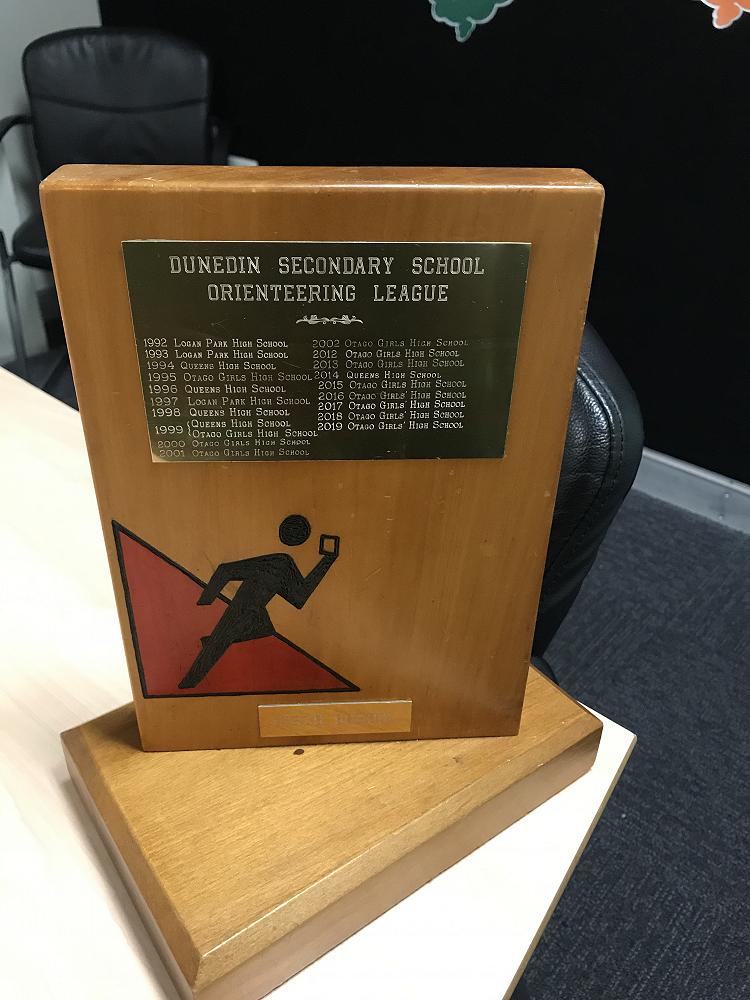 DUNEDIN SECONDARY SCHOOL
ORIENTEERING LEAGUE
1992 LOGAN PARK HIGH SCHOOL
1993 LOGAN PARK HIGH SCHOOL
1994 QUEENS HIGH SCHOOL
1995 OTAGO GIRLS HIGH SCHOOL
1996 QUEENS HIGH SCHOOL
1997 LOGAN PARK HIGH SCHOOL
1998 QUEENS HIGH SCHOOL
1999 { QUEENS HIGH SCHOOL
OTAGO GIRLS HIGH SCHOOL
2000 OTAGO GIRLS HIGH SCHOOL
2001 OTAGO GIRLS HIGH SCHOOL
2002 OTAGO GIRLS HIGH SCHOOL
2012 OTAGO GIRLS HIGH SCHOOL
2013 OTAGO GIRLS HIGH SCHOOL
2014 QUEENS HIGH SCHOOL
2015 OTAGO GIRLS HIGH SCHOOL
2016 OTAGO GIRLS' HIGH SCHOOL
2017 OTAGO GIRLS' HIGH SCHOOL
2018 OTAGO GIRLS' HIGH SCHOOL
2019 OTAGO GIRLS' HIGH SCHOOL